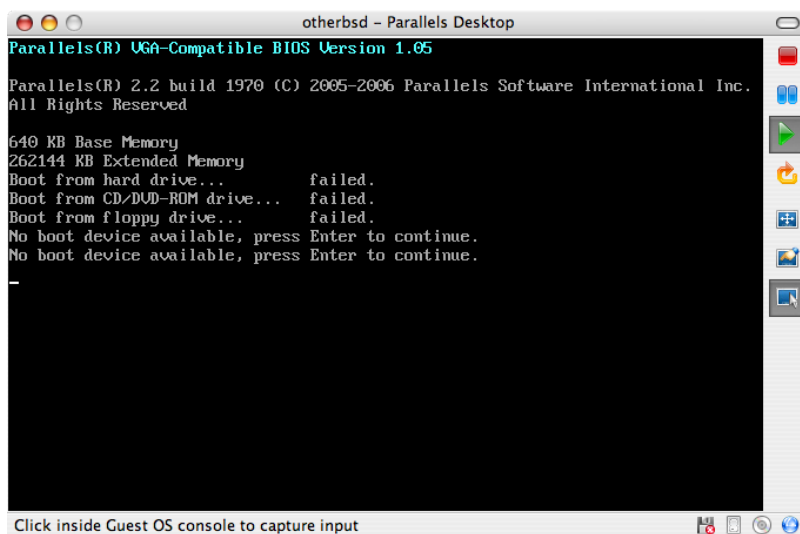 otherbsd – Parallels Desktop
Parallels(R) VGA-Compatible BIOS Version 1.05
Parallels(R) 2.2 build 1970 (C) 2005-2006 Parallels Software International Inc.
All Rights Reserved
640 KB Base Memory
262144 KB Extended Memory
Boot from hard drive... failed.
Boot from CD/DVD-ROM drive... failed.
Boot from floppy drive... failed.
No boot device available, press Enter to continue.
No boot device available, press Enter to continue.
Click inside Guest OS console to capture input